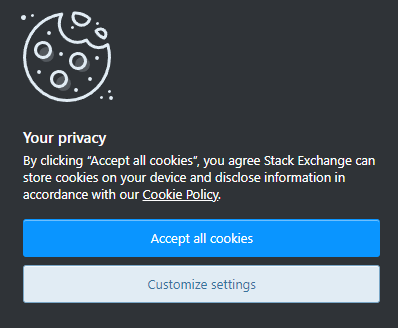 Your privacy
By clicking “Accept all cookies”, you agree Stack Exchange can
store cookies on your device and disclose information in
accordance with our Cookie Policy.
Accept all cookies
Customize settings